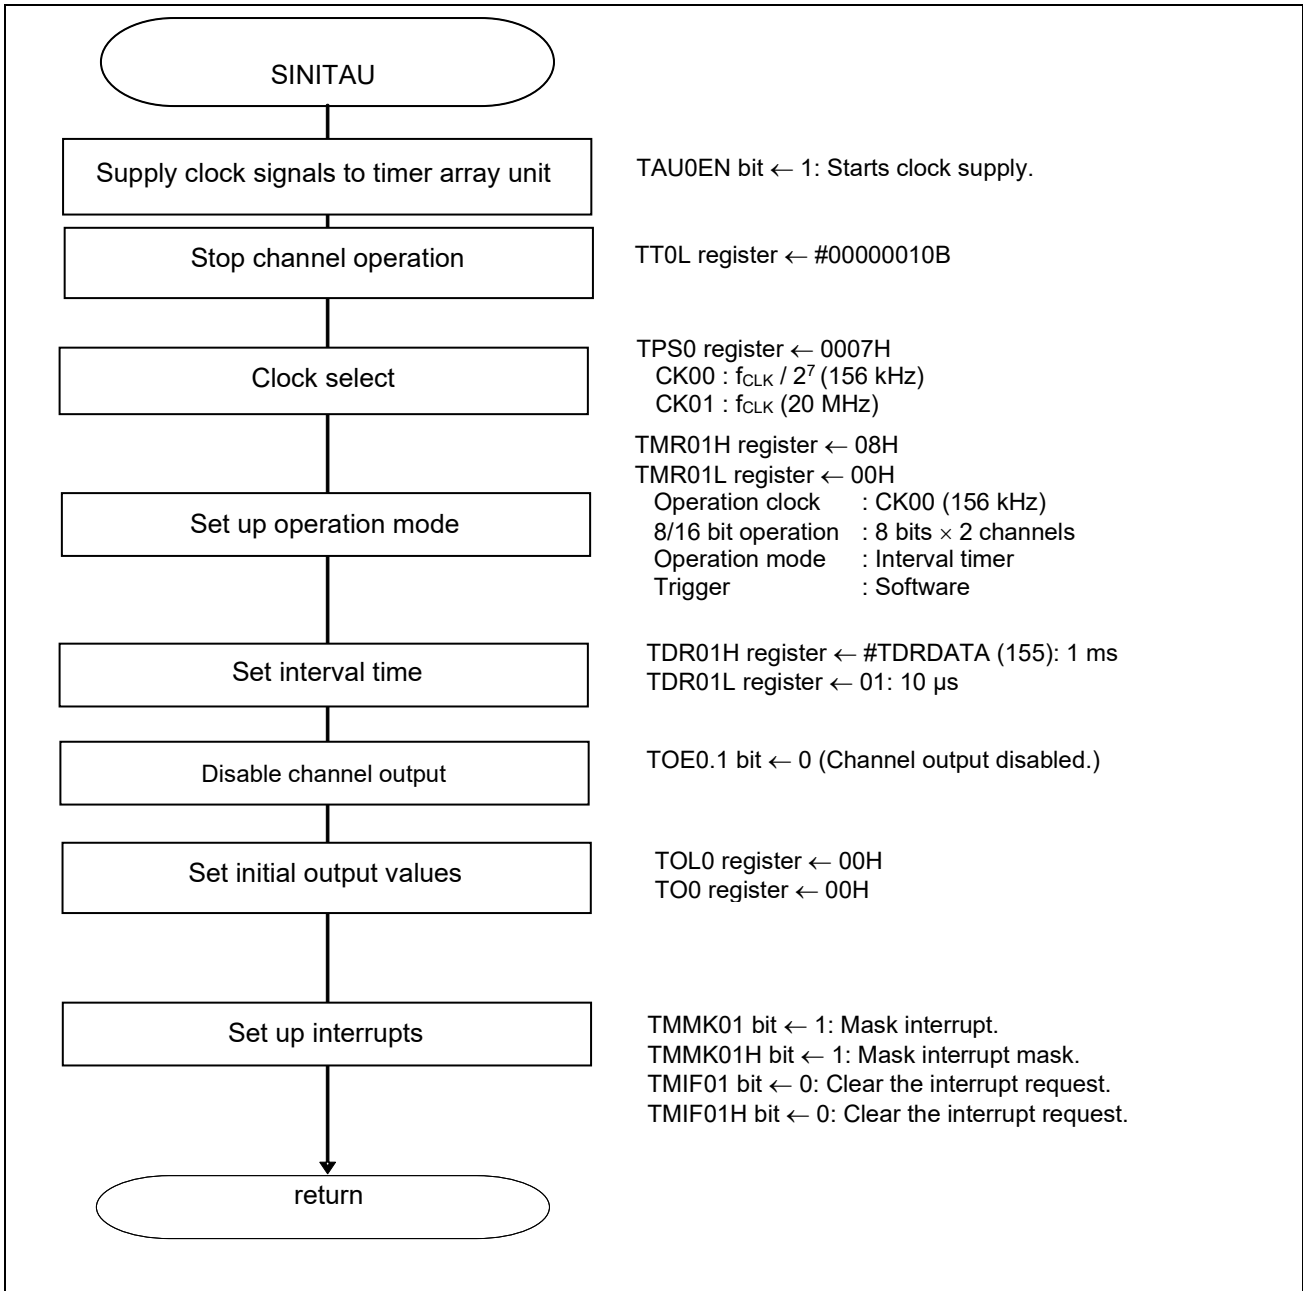 SINITAU
Supply clock signals to timer array unit
TAU0EN bit ← 1: Starts clock supply.
Stop channel operation
TT0L register ← #00000010B
Clock select
TPS0 register ← 0007H
CK00 : fCLK / 2⁷ (156 kHz)
CK01 : fCLK (20 MHz)
Set up operation mode
TMR01H register ← 08H
TMR01L register ← 00H
Operation clock : CK00 (156 kHz)
8/16 bit operation : 8 bits × 2 channels
Operation mode : Interval timer
Trigger : Software
Set interval time
TDR01H register ← #TDRDATA (155): 1 ms
TDR01L register ← 01: 10 µs
Disable channel output
TOE0.1 bit ← 0 (Channel output disabled.)
Set initial output values
TOL0 register ← 00H
TO0 register ← 00H
Set up interrupts
TMMK01 bit ← 1: Mask interrupt.
TMMK01H bit ← 1: Mask interrupt mask.
TMIF01 bit ← 0: Clear the interrupt request.
TMIF01H bit ← 0: Clear the interrupt request.
return